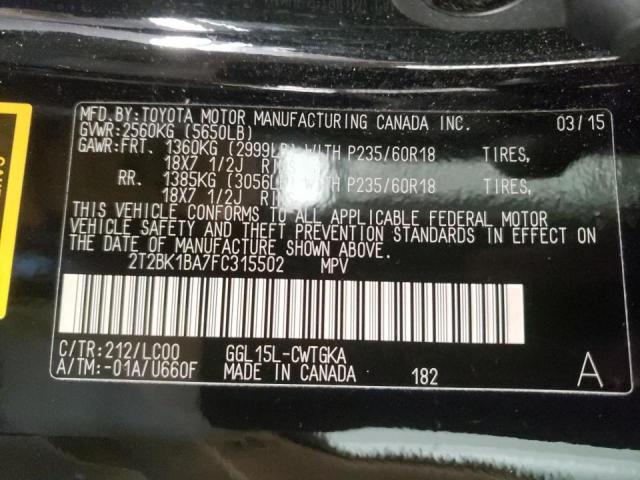 MFD.BY:TOYOTA MOTOR MANUFACTURING CANADA INC. 03/15
GVWR:2560KG (5650LB)
GAWR:FRT. 1360KG (2999LB) WITH P235/60R18 TIRES,
18X7 1/2J
RR. 1385KG (3056LB) WITH P235/60R18 TIRES,
18X7 1/2J
THIS VEHICLE CONFORMS TO ALL APPLICABLE FEDERAL MOTOR
VEHICLE SAFETY AND THEFT PREVENTION STANDARDS IN EFFECT ON
THE DATE OF MANUFACTURE SHOWN ABOVE.
2T2BK1BA7FC315502 MPV
C/TR:212/LC00 GGL15L-CWTGKA
A/TM:-01A/U660F MADE IN CANADA 182 A